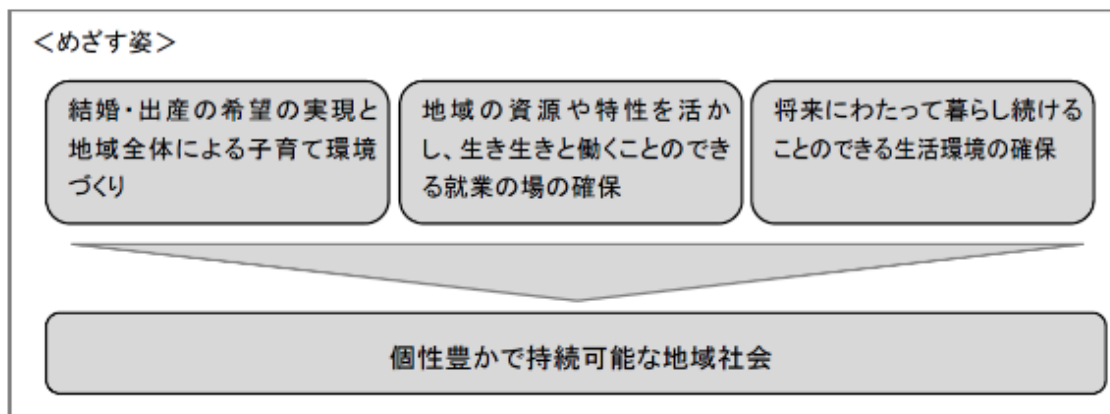 ＜めざす姿＞
結婚・出産の希望の実現と
地域全体による子育て環境
づくり
地域の資源や特性を活か
し、生き生きと働くことのでき
る就業の場の確保
将来にわたって暮らし続ける
ことのできる生活環境の確保
個性豊かで持続可能な地域社会